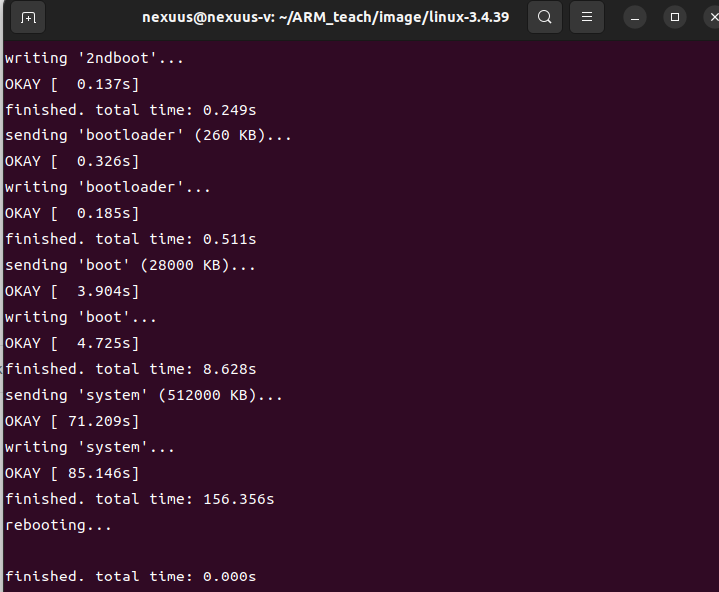 nexuus@nexuus-v: ~/ARM_teach/image/linux-3.4.39
writing '2ndboot'...
OKAY [  0.137s]
finished. total time: 0.249s
sending 'bootloader' (260 KB)...
OKAY [  0.326s]
writing 'bootloader'...
OKAY [  0.185s]
finished. total time: 0.511s
sending 'boot' (28000 KB)...
OKAY [  3.904s]
writing 'boot'...
OKAY [  4.725s]
finished. total time: 8.628s
sending 'system' (512000 KB)...
OKAY [ 71.209s]
writing 'system'...
OKAY [ 85.146s]
finished. total time: 156.356s
rebooting...
finished. total time: 0.000s